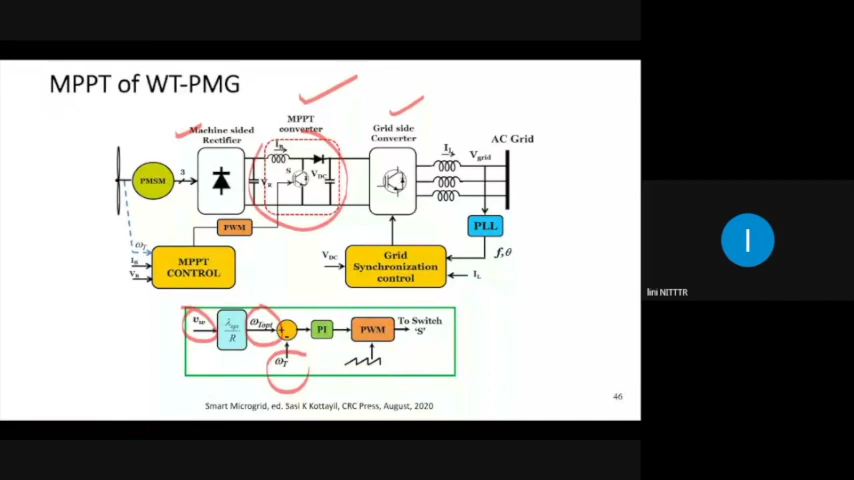 MPPT of WT-PMG
MPPT
converter
Machine sided
Rectifier
Grid side
Converter
AC Grid
I_R
I_L
V_grid
PMSM
3
V_R
S
V_DC
PWM
PLL
ω_T
I_R
V_R
MPPT
CONTROL
V_DC
Grid
Synchronization
control
f,θ
I_L
v_w
λ_opt
R
ω_Topt
+
-
PI
PWM
To Switch
'S'
ω_T
Smart Microgrid, ed. Sasi K Kottayil, CRC Press, August, 2020
46
I
lini NITTTR